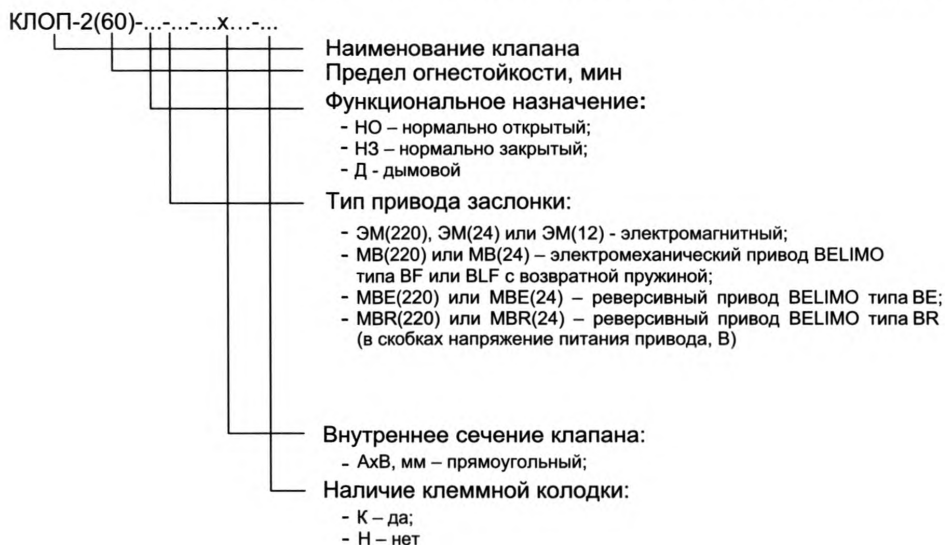 КЛОП-2(60)-...-...-...х...-...
Наименование клапана
Предел огнестойкости, мин
Функциональное назначение:
- НО – нормально открытый;
- НЗ – нормально закрытый;
- Д - дымовой
Тип привода заслонки:
- ЭМ(220), ЭМ(24) или ЭМ(12) - электромагнитный;
- МВ(220) или МВ(24) – электромеханический привод BELIMO
типа BF или BLF с возвратной пружиной;
- МВЕ(220) или МВЕ(24) – реверсивный привод BELIMO типа ВЕ;
- MBR(220) или MBR(24) – реверсивный привод BELIMO типа BR
(в скобках напряжение питания привода, В)
Внутреннее сечение клапана:
- АхВ, мм – прямоугольный;
Наличие клеммной колодки:
- К – да;
- Н – нет